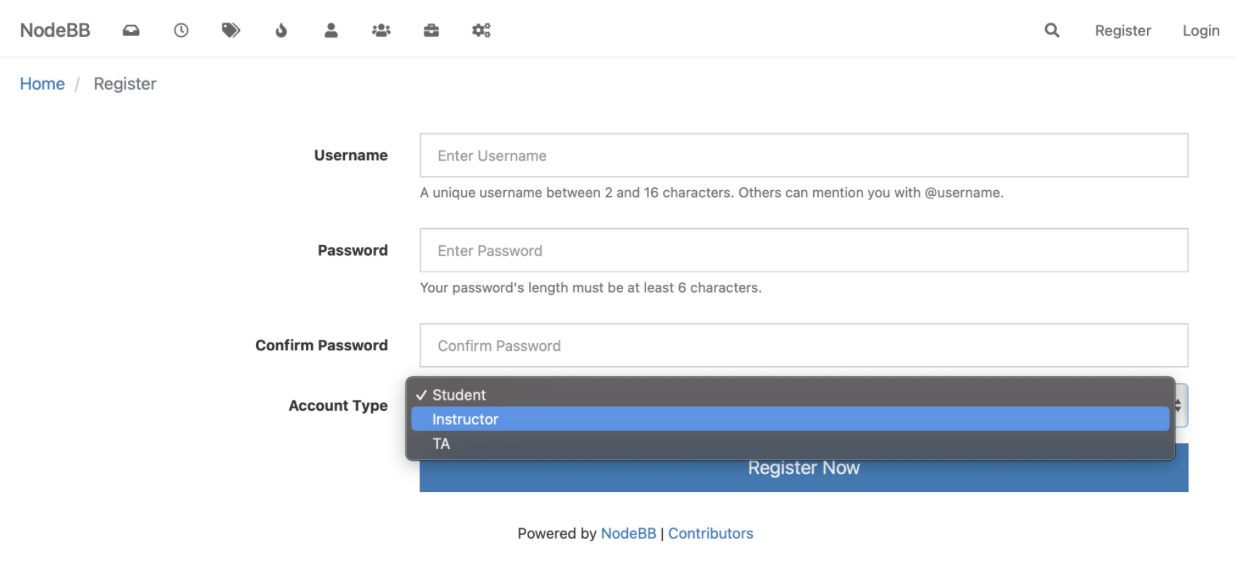 NodeBB Register Login
Home / Register
Username Enter Username
A unique username between 2 and 16 characters. Others can mention you with @username.
Password Enter Password
Your password's length must be at least 6 characters.
Confirm Password Confirm Password
Account Type ✓ Student
Instructor
TA
Register Now
Powered by NodeBB | Contributors